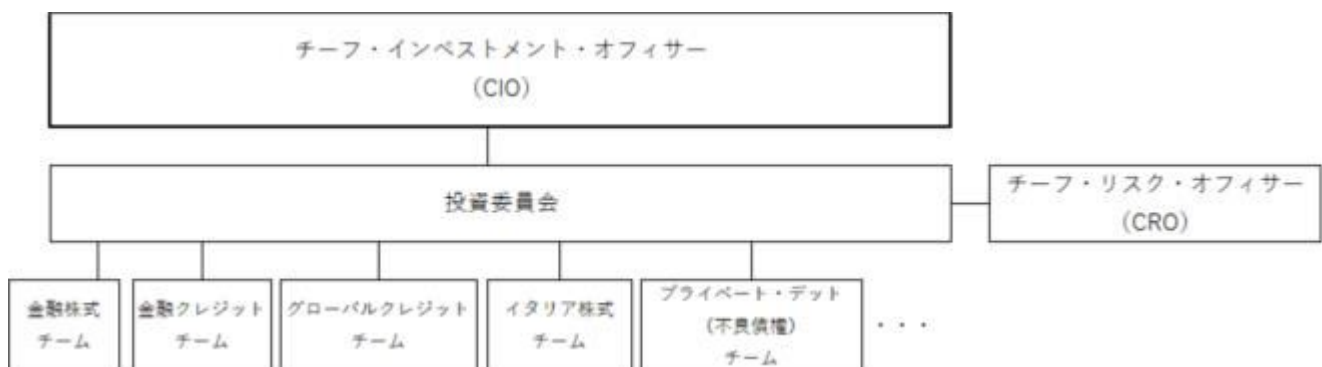 チーフ・インベストメント・オフィサー
（CIO）
投資委員会
チーフ・リスク・オフィサー
（CRO）
金融株式
チーム
金融クレジット
チーム
グローバルクレジット
チーム
イタリア株式
チーム
プライベート・デット
（不良債権）
チーム
・・・